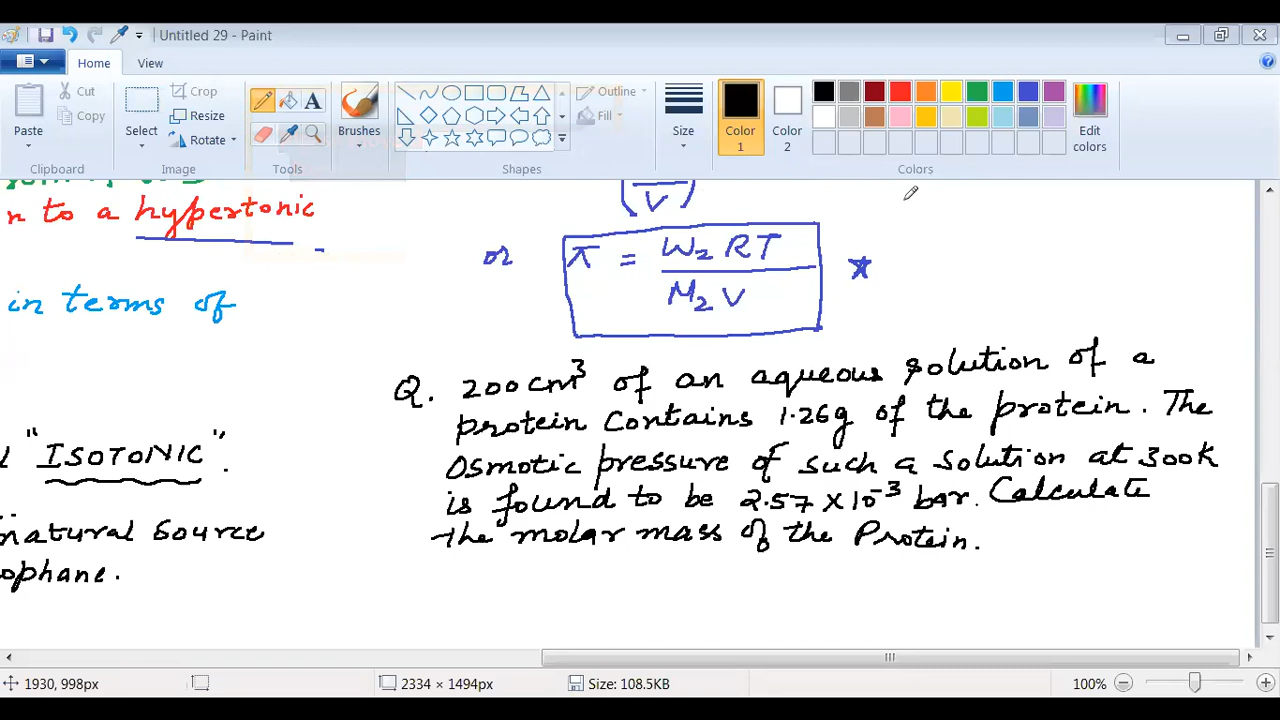 Untitled 29 - Paint
Home View
Cut
Copy
Paste
Clipboard
Crop
Resize
Rotate
Select
Image
Tools
Brushes
Shapes
Outline
Fill
Size
Color 1
Color 2
Edit colors
Colors
n to a hypertonic
in terms of
"ISOTONIC".
natural source
ophane.
V
or π = W₂ RT
M₂ V
Q. 200cm³ of an aqueous solution of a
protein contains 1.26g of the protein. The
Osmotic pressure of such a solution at 300K
is found to be 2.57 X 10⁻³ bar. Calculate
the molar mass of the Protein.
1930, 998px
2334 × 1494px
Size: 108.5KB
100%